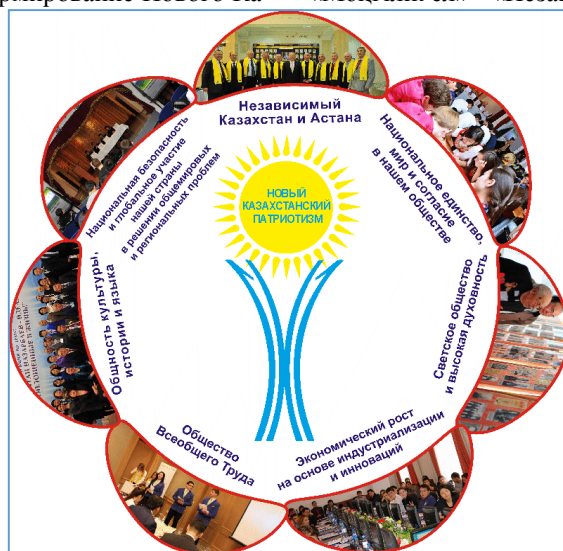 Независимый
Казахстан и Астана
Национальное единство,
мир и согласие
в нашем обществе
Светское общество
и высокая духовность
Экономический рост
на основе индустриализации
и инноваций
Общество
Всеобщего Труда
Общность культуры,
истории и языка
Национальная безопасность
и глобальное участие
нашей страны
в решении общемировых
и региональных проблем
НОВЫЙ
КАЗАХСТАНСКИЙ
ПАТРИОТИЗМ